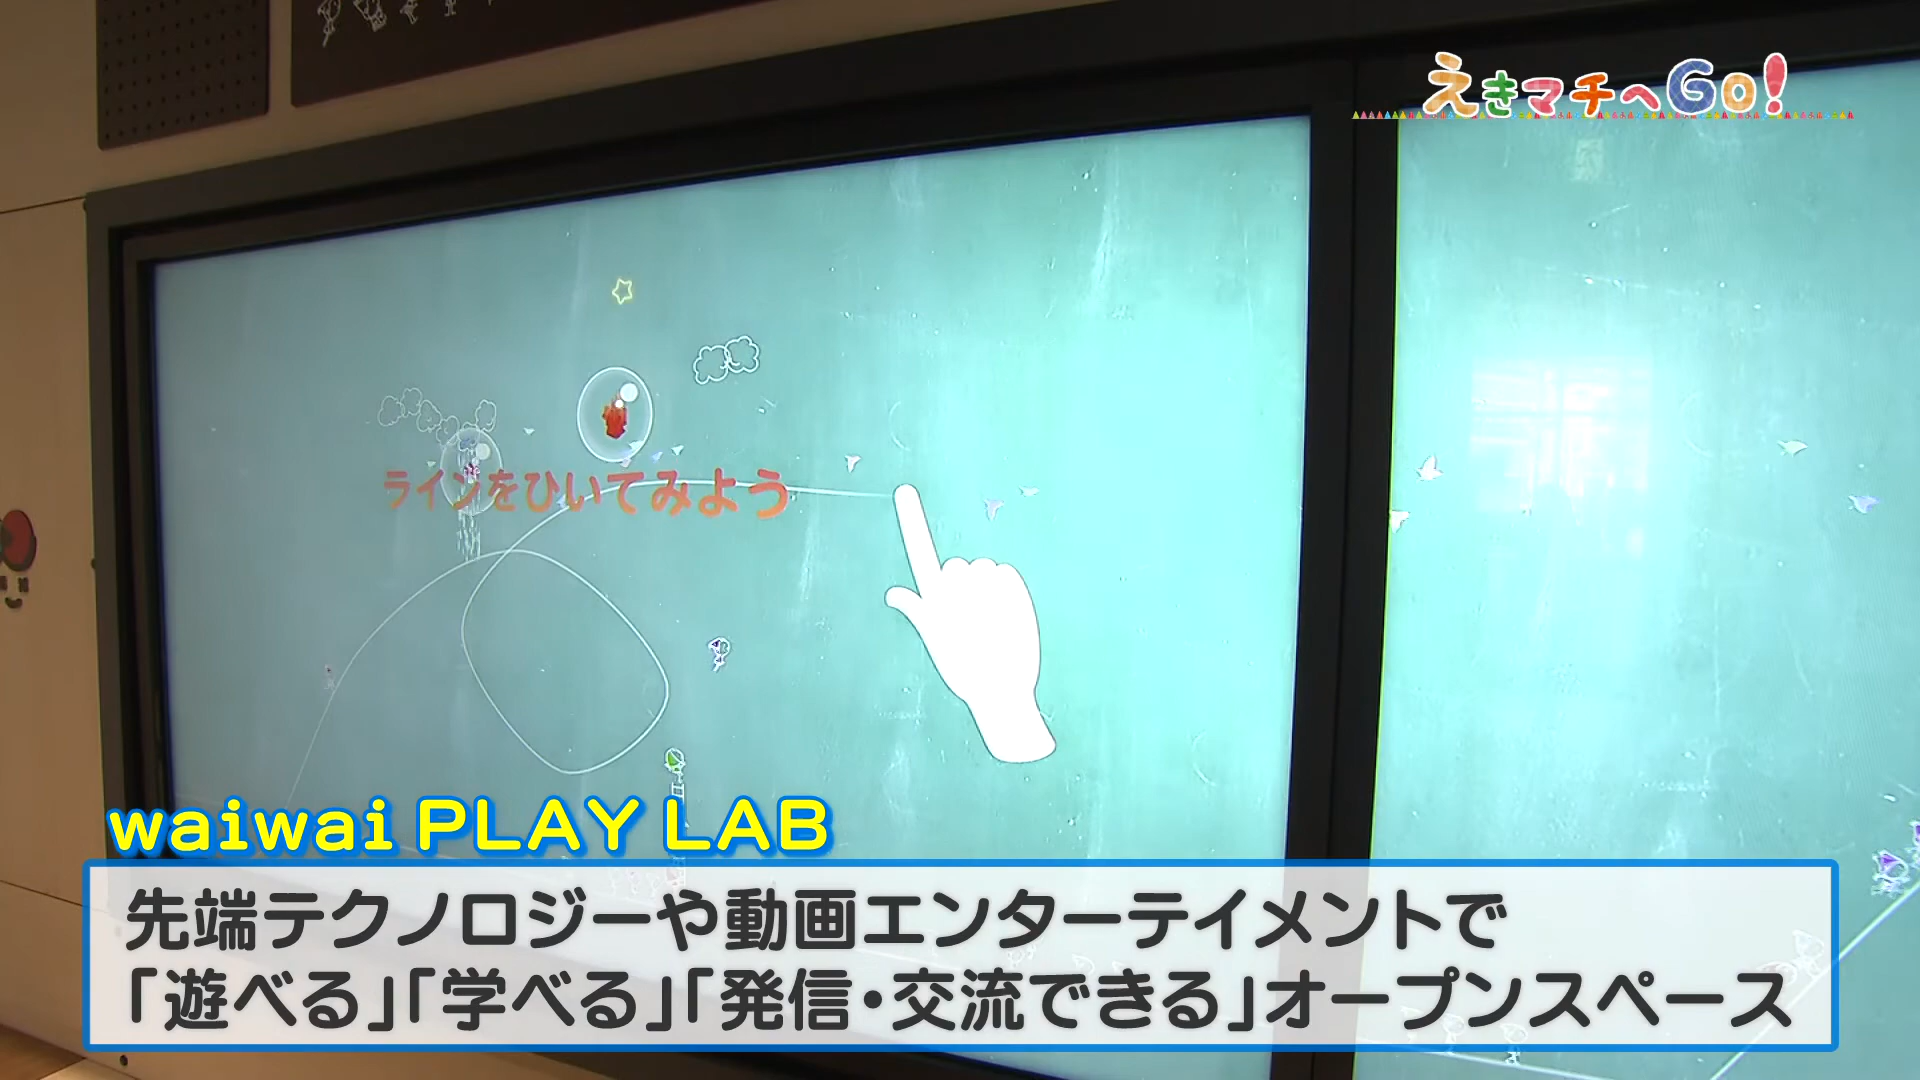 えきマチへGO!
ラインをひいてみよう
waiwai PLAY LAB
先端テクノロジーや動画エンターテイメントで
「遊べる」「学べる」「発信・交流できる」オープンスペース